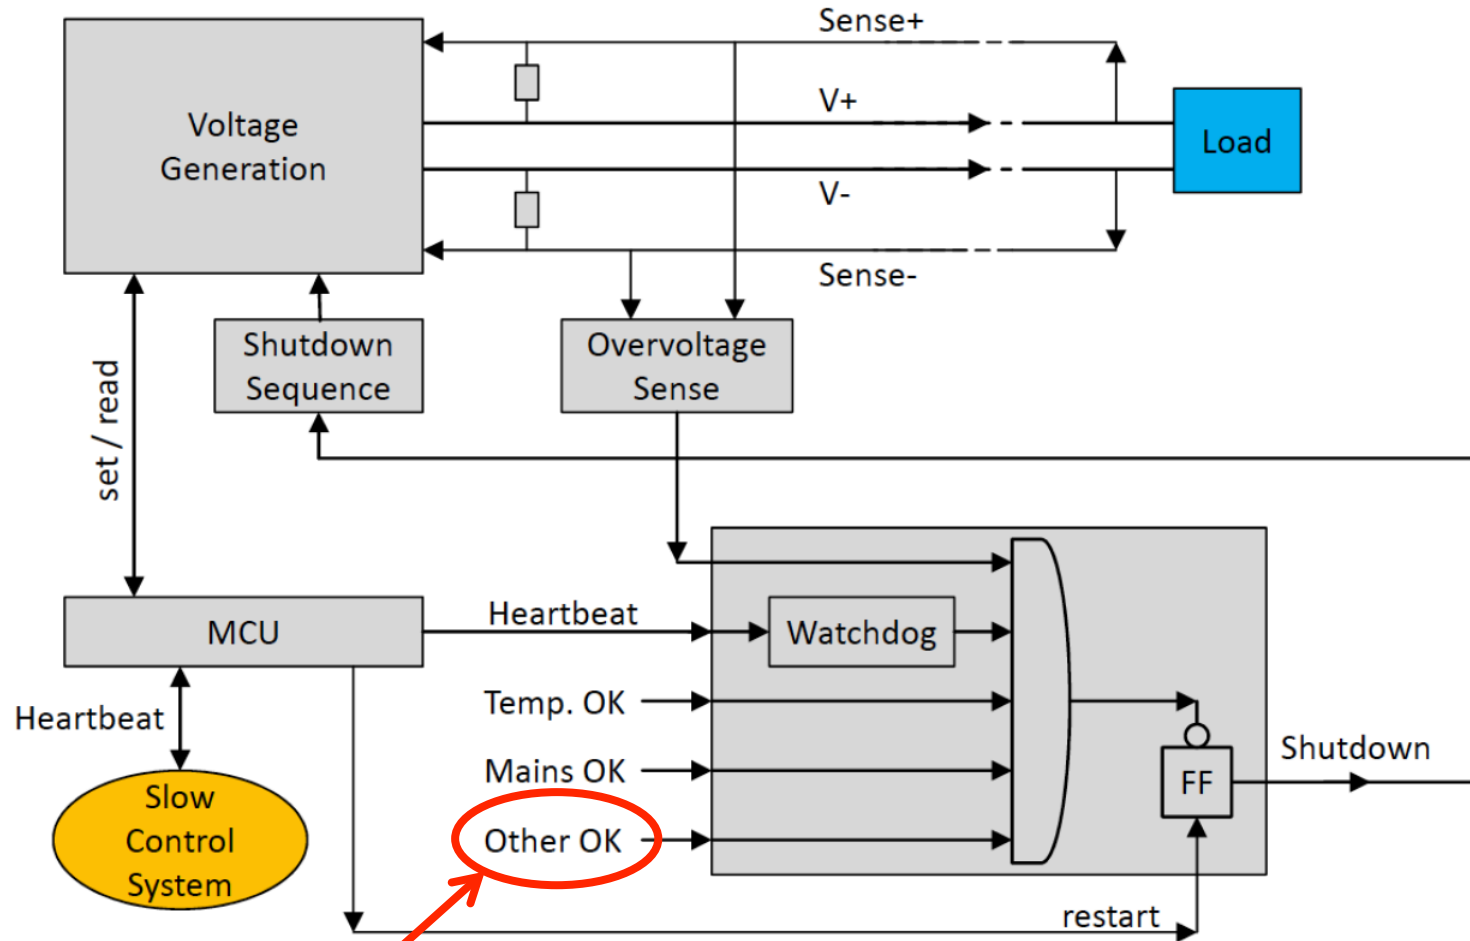 Sense+
V+
Voltage
Generation
Load
V-
Sense-
Shutdown
Sequence
Overvoltage
Sense
set / read
MCU
Heartbeat
Watchdog
Temp. OK
Heartbeat
Mains OK
Shutdown
FF
Slow
Control
System
Other OK
restart